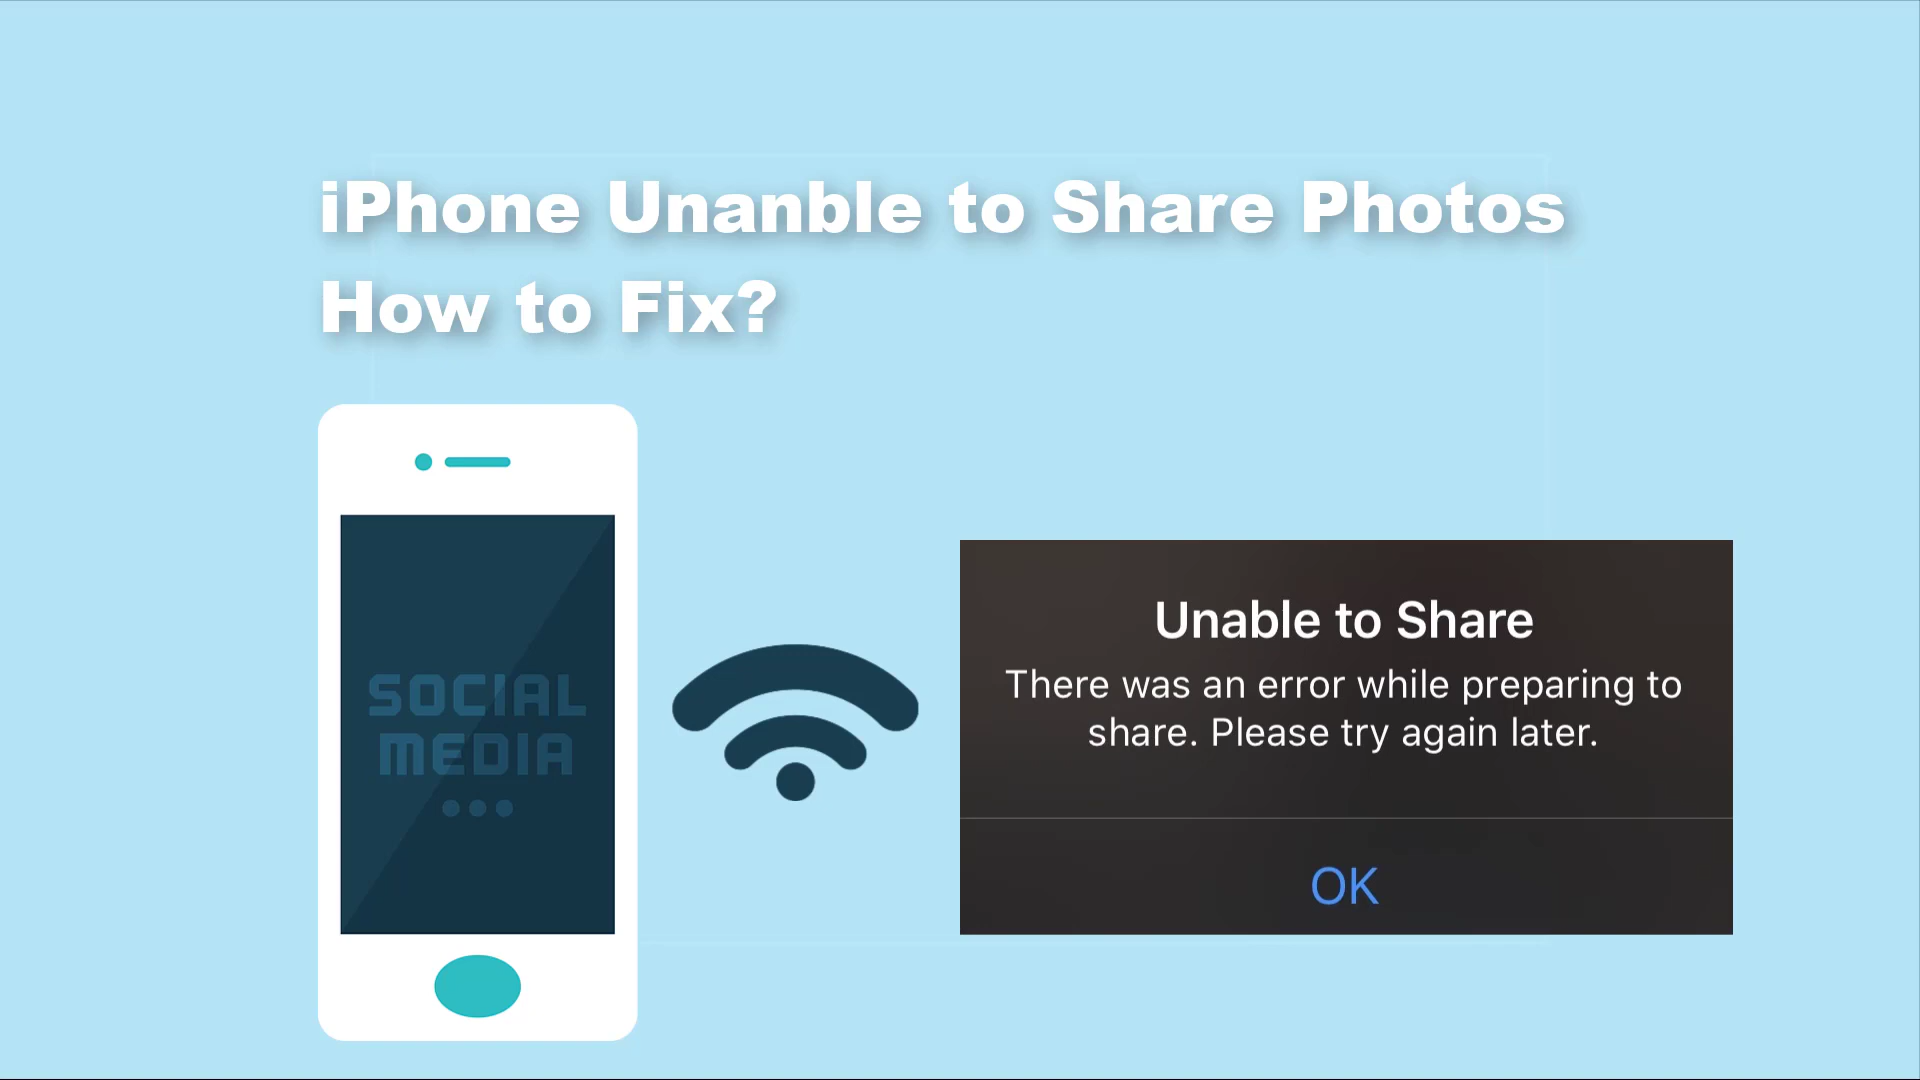 iPhone Unanble to Share Photos
How to Fix?
SOCIAL
MEDIA
Unable to Share
There was an error while preparing to
share. Please try again later.
OK